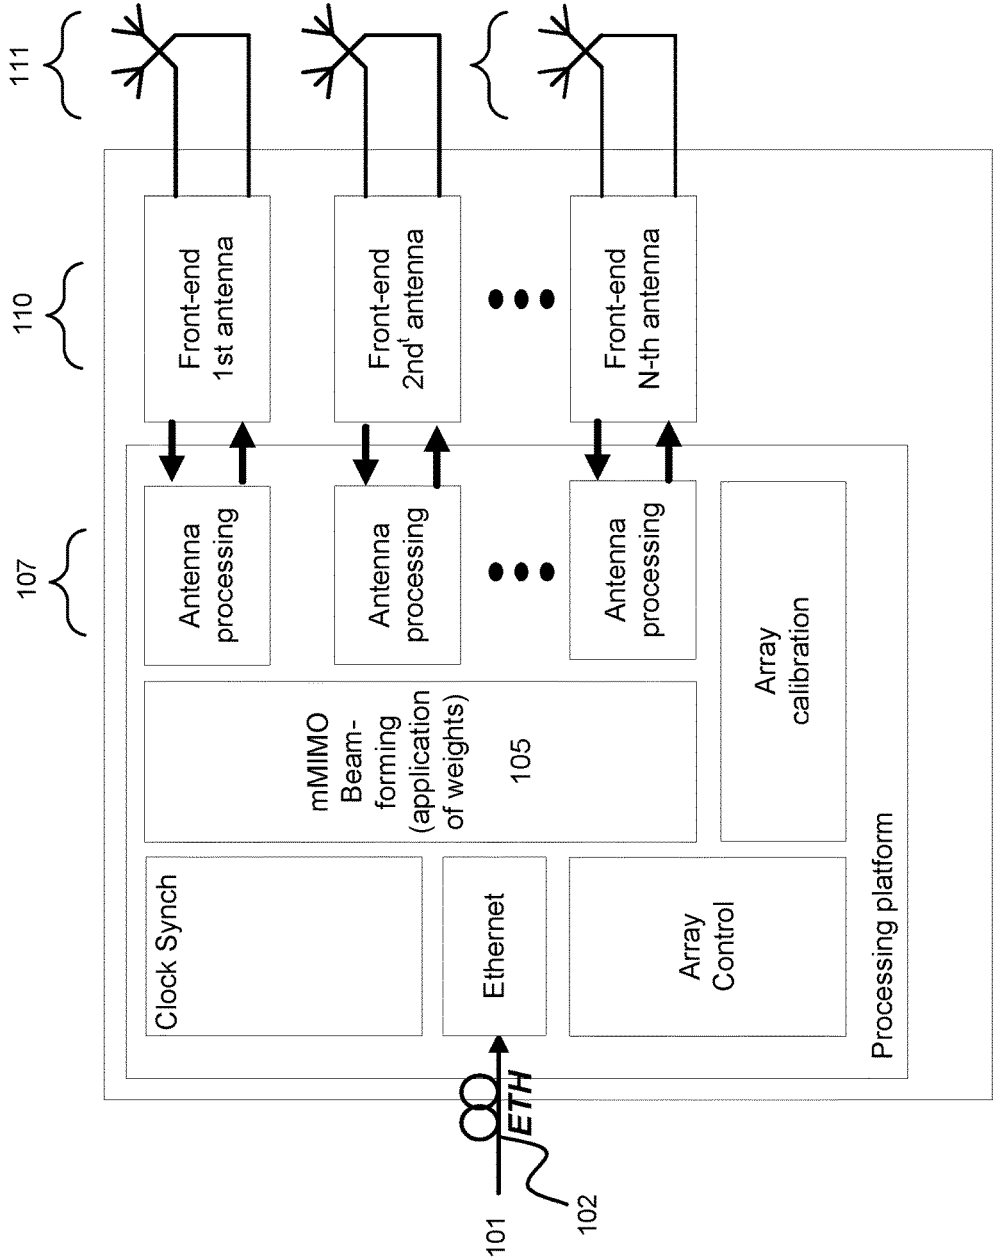 107
110
111
Clock Synch
mMIMO
Beam-
forming
(application
of weights)
105
Antenna
processing
Front-end
1st antenna
Antenna
processing
Front-end
2ndᵗ antenna
101
102
ETH
Ethernet
Antenna
processing
Front-end
N-th antenna
Array
Control
Array
calibration
Processing platform